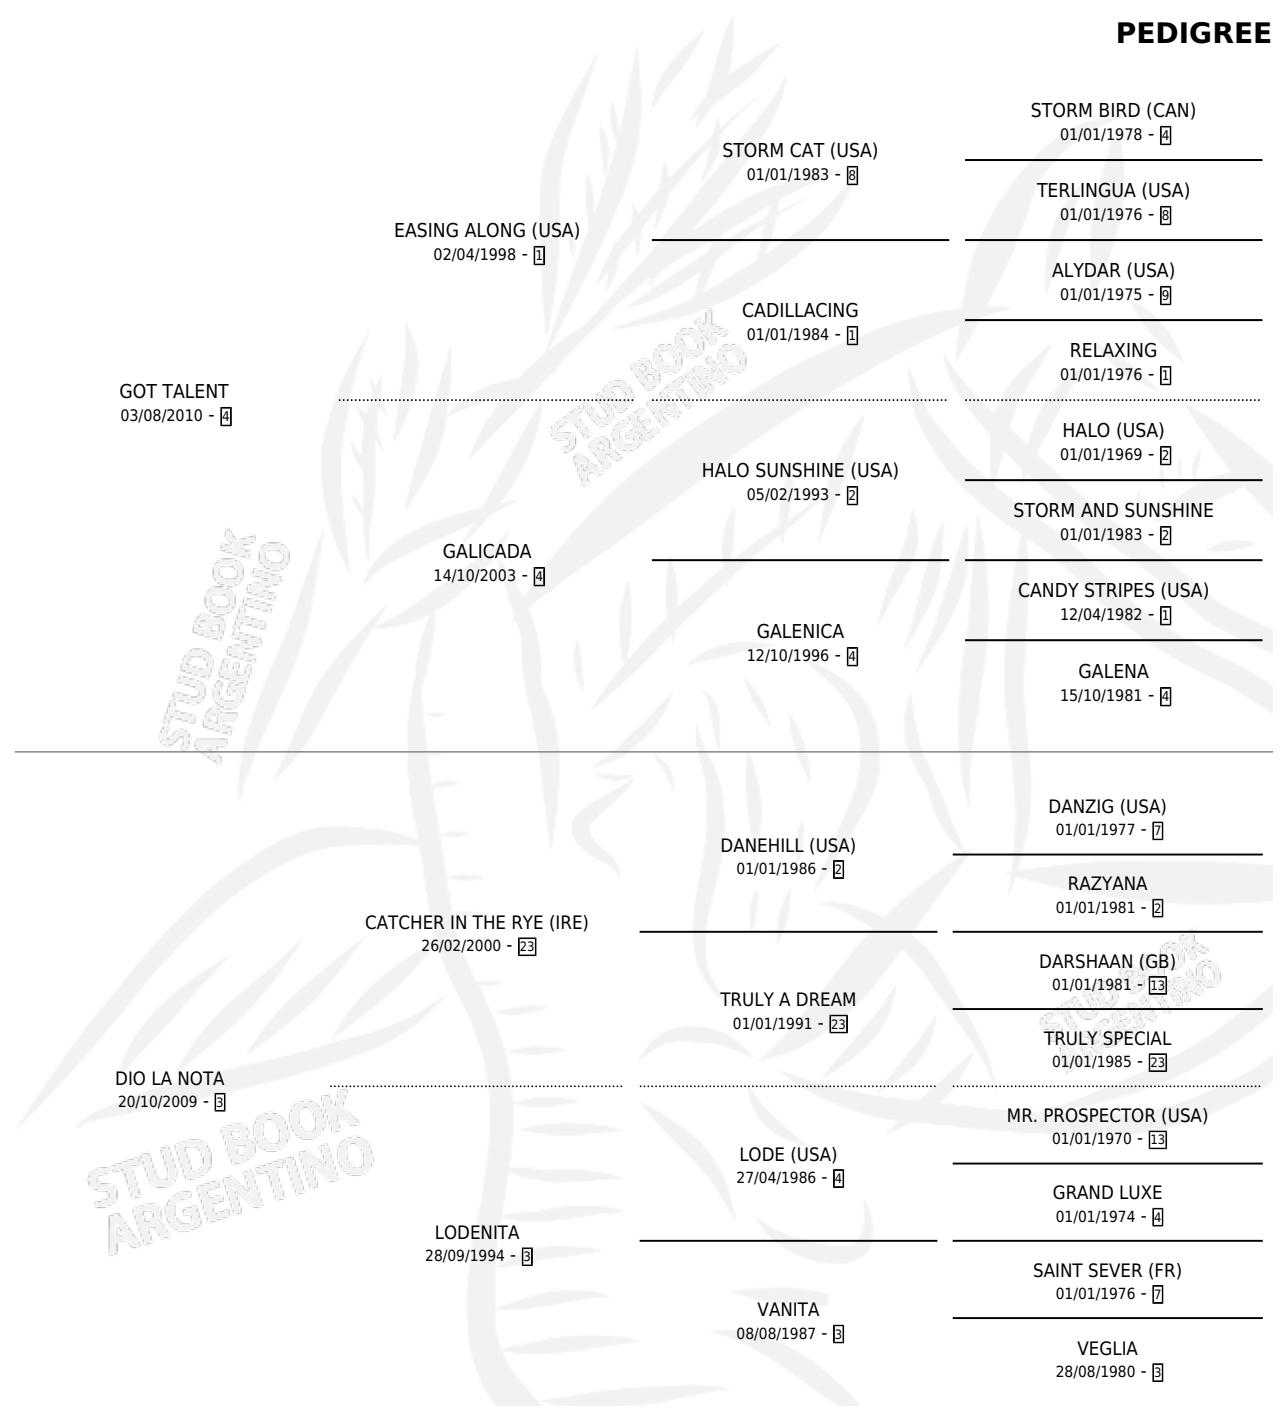 PEDIGREE
STORM BIRD (CAN)
01/01/1978 - 4
STORM CAT (USA)
01/01/1983 - 8
TERLINGUA (USA)
01/01/1976 - 8
EASING ALONG (USA)
02/04/1998 - 1
ALYDAR (USA)
01/01/1975 - 9
CADILLACING
01/01/1984 - 1
RELAXING
01/01/1976 - 1
GOT TALENT
03/08/2010 - 4
HALO (USA)
01/01/1969 - 2
HALO SUNSHINE (USA)
05/02/1993 - 2
STORM AND SUNSHINE
01/01/1983 - 2
GALICADA
14/10/2003 - 4
CANDY STRIPES (USA)
12/04/1982 - 1
GALENICA
12/10/1996 - 4
GALENA
15/10/1981 - 4
DANZIG (USA)
01/01/1977 - 7
DANEHILL (USA)
01/01/1986 - 2
RAZYANA
01/01/1981 - 2
CATCHER IN THE RYE (IRE)
26/02/2000 - 23
DARSHAAN (GB)
01/01/1981 - 13
TRULY A DREAM
01/01/1991 - 23
TRULY SPECIAL
01/01/1985 - 23
DIO LA NOTA
20/10/2009 - 3
MR. PROSPECTOR (USA)
01/01/1970 - 13
LODE (USA)
27/04/1986 - 4
GRAND LUXE
01/01/1974 - 4
LODENITA
28/09/1994 - 3
SAINT SEVER (FR)
01/01/1976 - 7
VANITA
08/08/1987 - 3
VEGLIA
28/08/1980 - 3
STUD BOOK
ARGENTINO
STUD BOOK
ARGENTINO
STUD BOOK
ARGENTINO
STUD BOOK
ARGENTINO